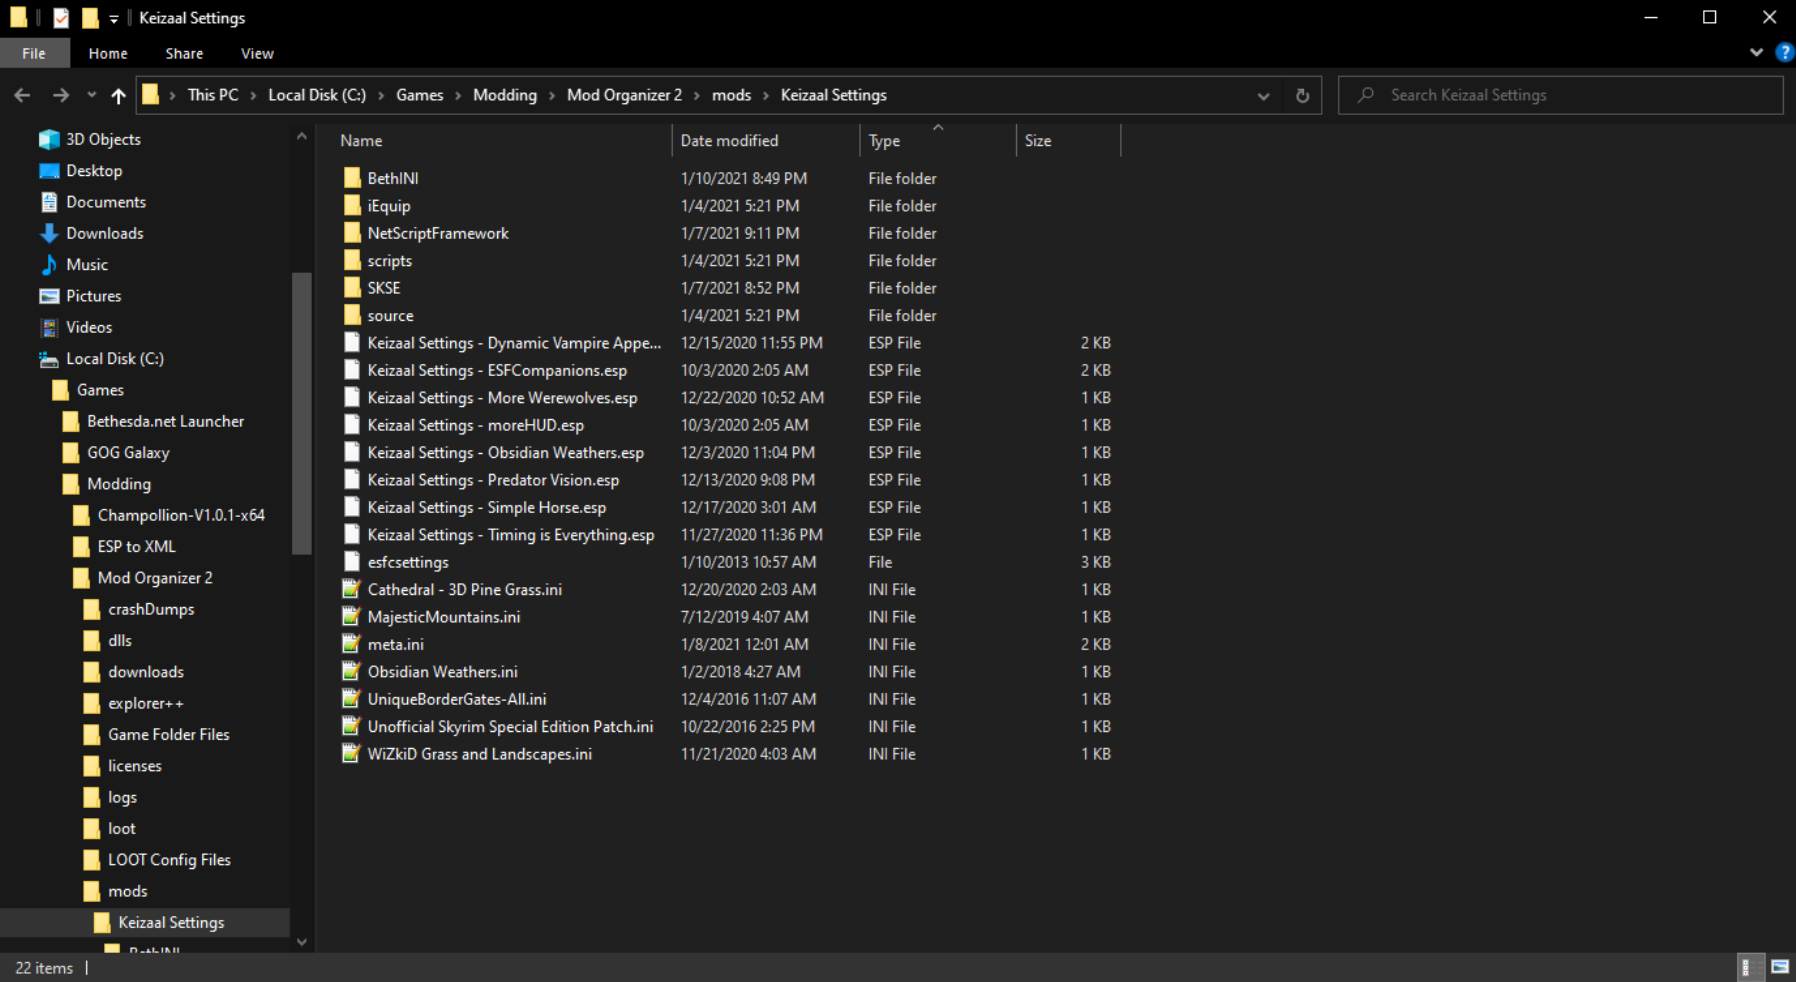 Keizaal Settings
File Home Share View
This PC Local Disk (C:) Games Modding Mod Organizer 2 mods Keizaal Settings Search Keizaal Settings
3D Objects
Desktop
Documents
Downloads
Music
Pictures
Videos
Local Disk (C:)
Games
Bethesda.net Launcher
GOG Galaxy
Modding
Champollion-V1.0.1-x64
ESP to XML
Mod Organizer 2
crashDumps
dlls
downloads
explorer++
Game Folder Files
licenses
logs
loot
LOOT Config Files
mods
Keizaal Settings
BethINI
Name Date modified Type Size
BethINI 1/10/2021 8:49 PM File folder
iEquip 1/4/2021 5:21 PM File folder
NetScriptFramework 1/7/2021 9:11 PM File folder
scripts 1/4/2021 5:21 PM File folder
SKSE 1/7/2021 8:52 PM File folder
source 1/4/2021 5:21 PM File folder
Keizaal Settings - Dynamic Vampire Appe... 12/15/2020 11:55 PM ESP File 2 KB
Keizaal Settings - ESFCompanions.esp 10/3/2020 2:05 AM ESP File 2 KB
Keizaal Settings - More Werewolves.esp 12/22/2020 10:52 AM ESP File 1 KB
Keizaal Settings - moreHUD.esp 10/3/2020 2:05 AM ESP File 1 KB
Keizaal Settings - Obsidian Weathers.esp 12/3/2020 11:04 PM ESP File 1 KB
Keizaal Settings - Predator Vision.esp 12/13/2020 9:08 PM ESP File 1 KB
Keizaal Settings - Simple Horse.esp 12/17/2020 3:01 AM ESP File 1 KB
Keizaal Settings - Timing is Everything.esp 11/27/2020 11:36 PM ESP File 1 KB
esfcsettings 1/10/2013 10:57 AM File 3 KB
Cathedral - 3D Pine Grass.ini 12/20/2020 2:03 AM INI File 1 KB
MajesticMountains.ini 7/12/2019 4:07 AM INI File 1 KB
meta.ini 1/8/2021 12:01 AM INI File 2 KB
Obsidian Weathers.ini 1/2/2018 4:27 AM INI File 1 KB
UniqueBorderGates-All.ini 12/4/2016 11:07 AM INI File 1 KB
Unofficial Skyrim Special Edition Patch.ini 10/22/2016 2:25 PM INI File 1 KB
WiZkiD Grass and Landscapes.ini 11/21/2020 4:03 AM INI File 1 KB
22 items